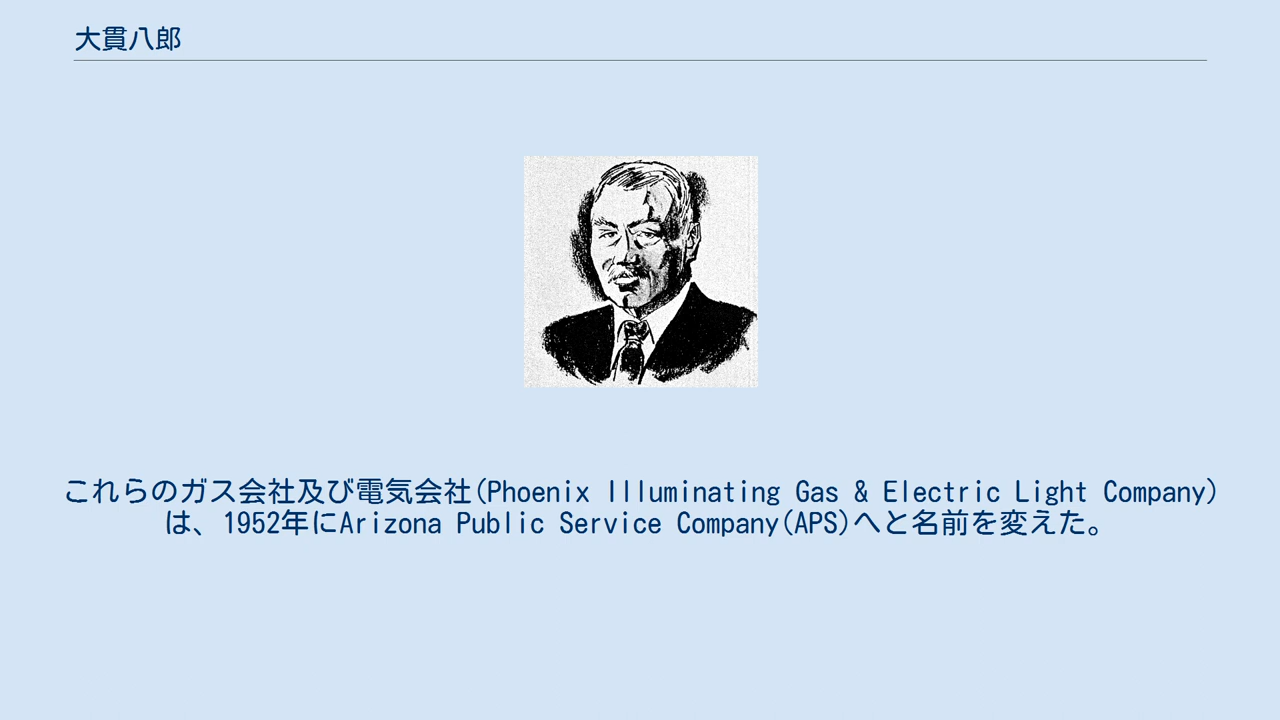 大貫八郎
これらのガス会社及び電気会社(Phoenix Illuminating Gas & Electric Light Company)
は、1952年にArizona Public Service Company(APS)へと名前を変えた。